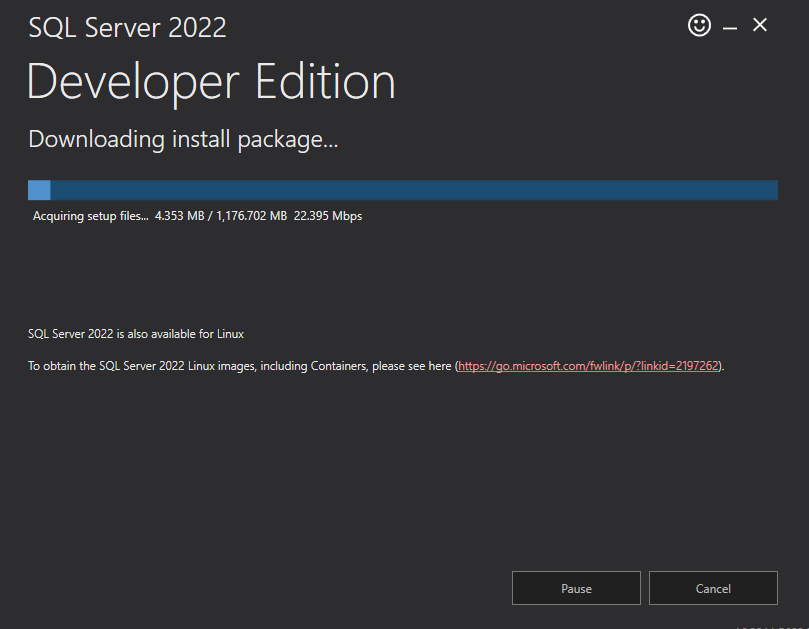 SQL Server 2022
Developer Edition
Downloading install package...
Acquiring setup files... 4.353 MB / 1,176.702 MB 22.395 Mbps
SQL Server 2022 is also available for Linux
To obtain the SQL Server 2022 Linux images, including Containers, please see here (https://go.microsoft.com/fwlink/p/?linkid=2197262).
Pause Cancel